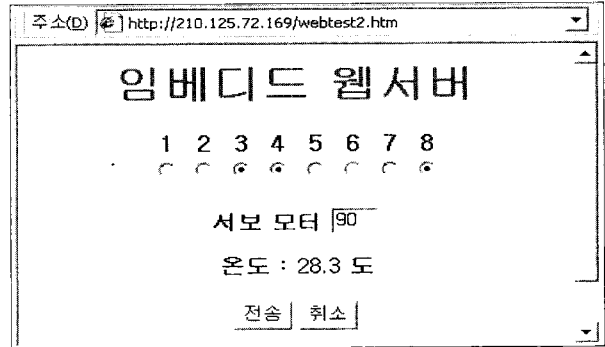 주소(D) http://210.125.72.169/webtest2.htm
임베디드 웹서버
1 2 3 4 5 6 7 8
서보 모터 90
온도 : 28.3 도
전송 취소